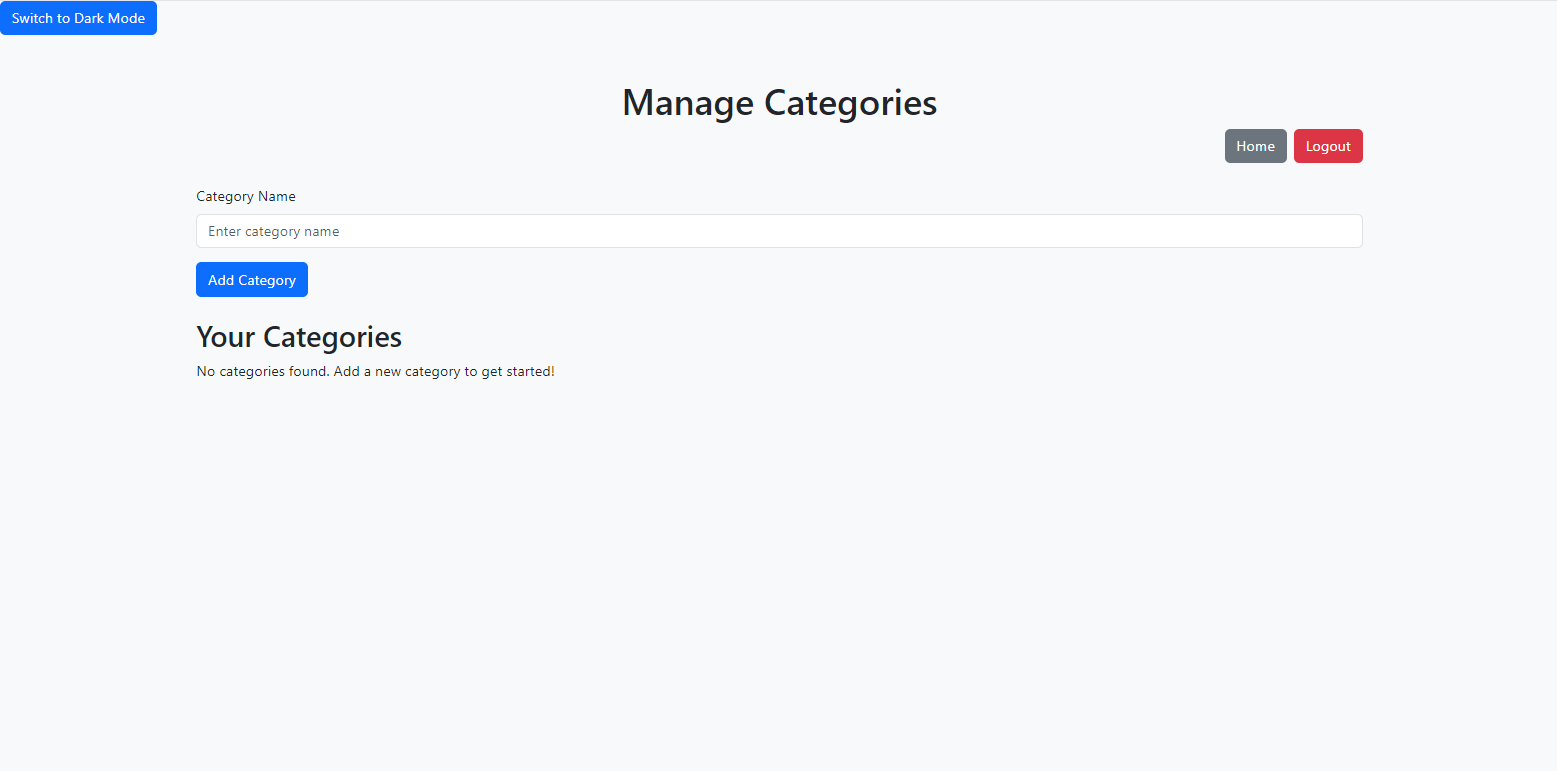 Switch to Dark Mode
Manage Categories
Home Logout
Category Name
Enter category name
Add Category
Your Categories
No categories found. Add a new category to get started!